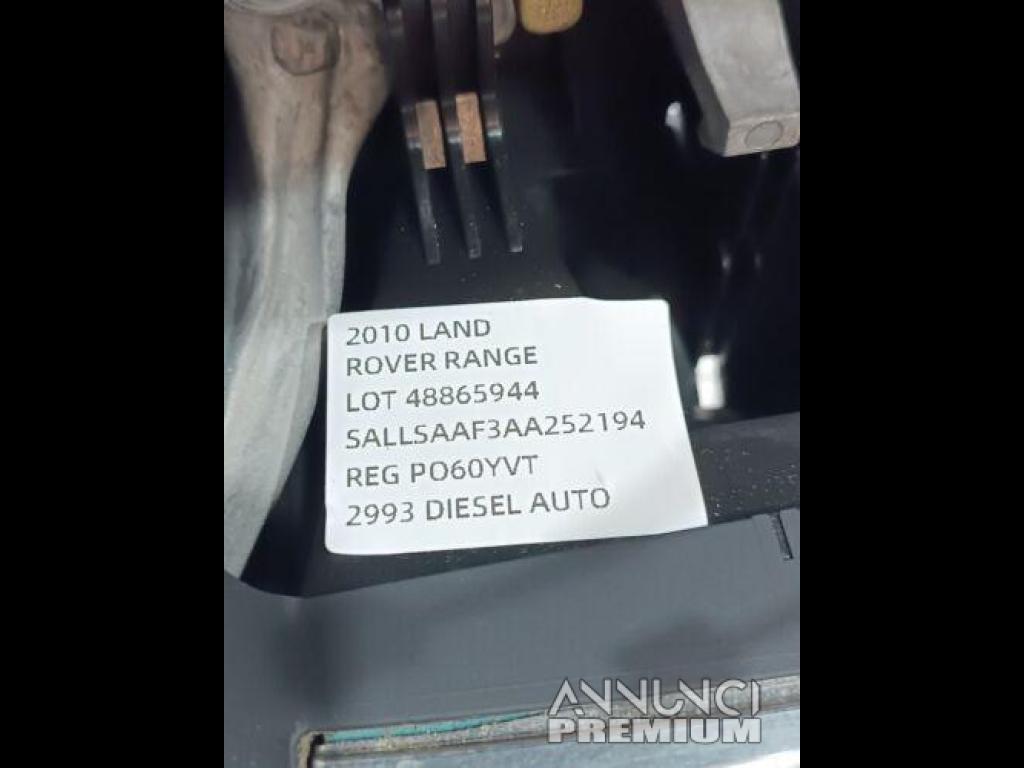 2010 LAND
ROVER RANGE
LOT 48865944
SALLSAAF3AA252194
REG PO60YVT
2993 DIESEL AUTO
ANNUNCI
PREMIUM